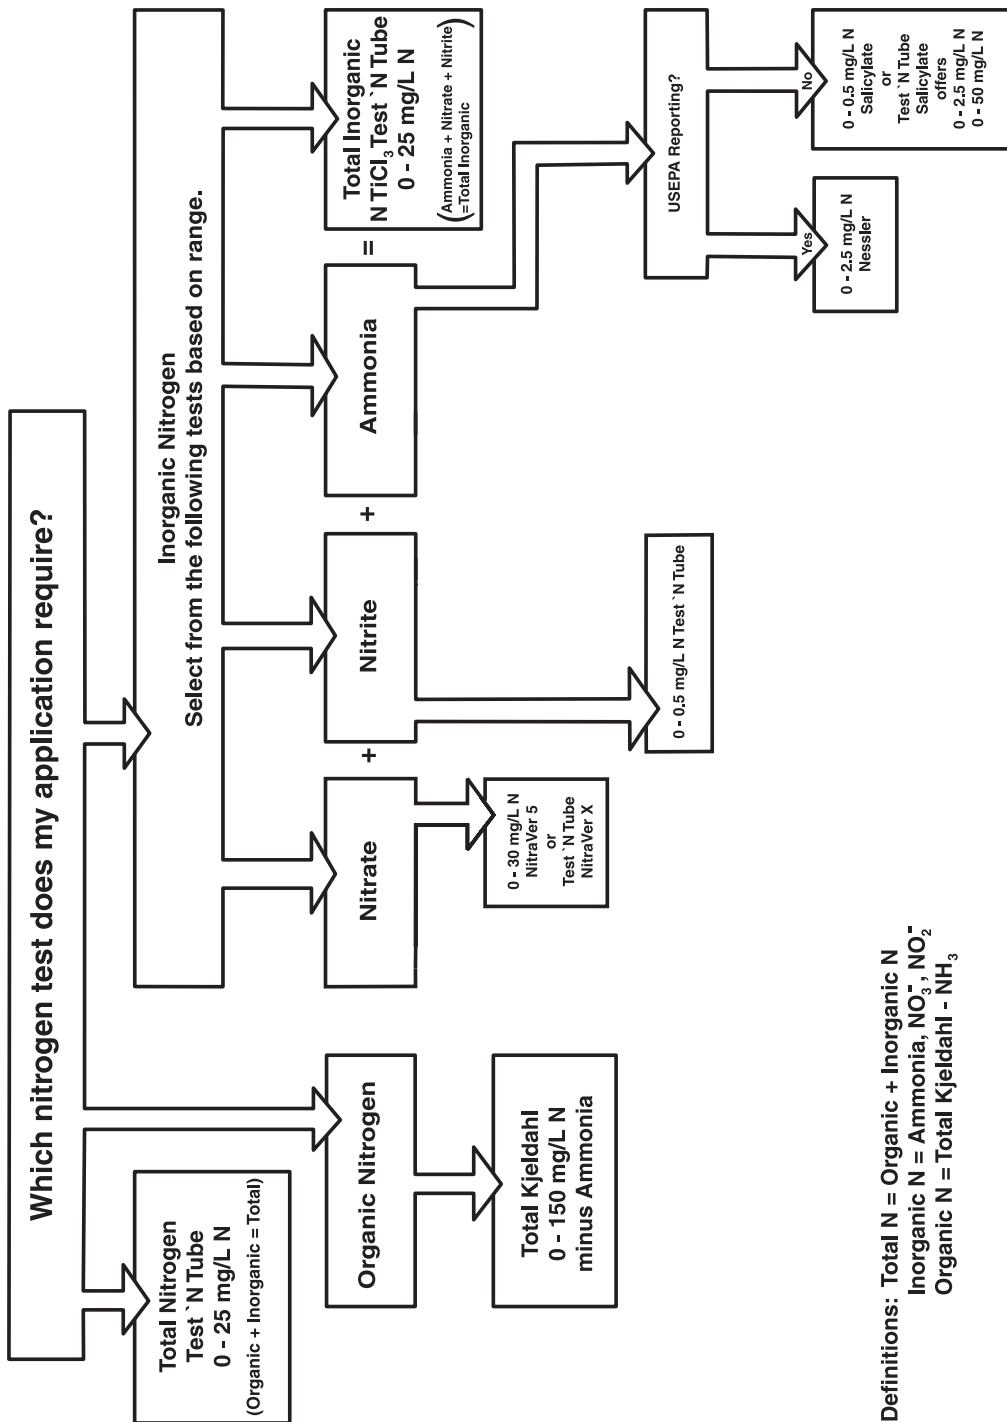 Which nitrogen test does my application require?
Total Nitrogen
Test `N Tube
0 - 25 mg/L N
(Organic + Inorganic = Total)
Inorganic Nitrogen
Select from the following tests based on range.
Organic Nitrogen
Total Kjeldahl
0 - 150 mg/L N
minus Ammonia
Nitrate
+
Nitrite
+
Ammonia
=
Total Inorganic
N TiCl₃ Test `N Tube
0 - 25 mg/L N
(Ammonia + Nitrate + Nitrite
=Total Inorganic)
0 - 30 mg/L N
NitraVer 5
or
Test `N Tube
NitraVer X
0 - 0.5 mg/L N Test `N Tube
USEPA Reporting?
Yes
No
0 - 2.5 mg/L N
Nessler
0 - 0.5 mg/L N
Salicylate
or
Test `N Tube
Salicylate
offers
0 - 2.5 mg/L N
0 - 50 mg/L N
Definitions: Total N = Organic + Inorganic N
Inorganic N = Ammonia, NO₃⁻, NO₂⁻
Organic N = Total Kjeldahl - NH₃